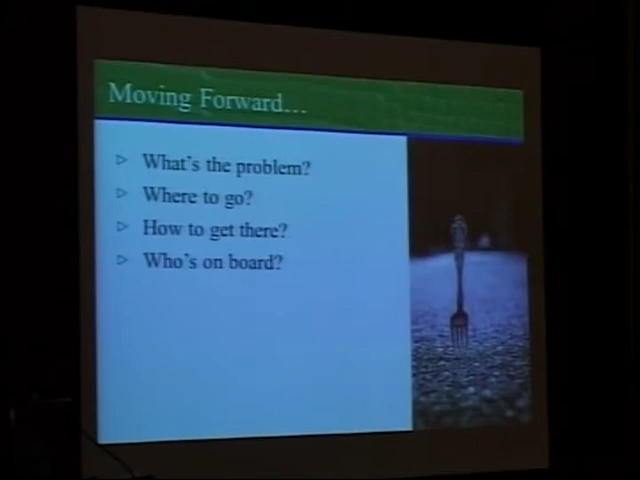 Moving Forward...
What's the problem?
Where to go?
How to get there?
Who's on board?